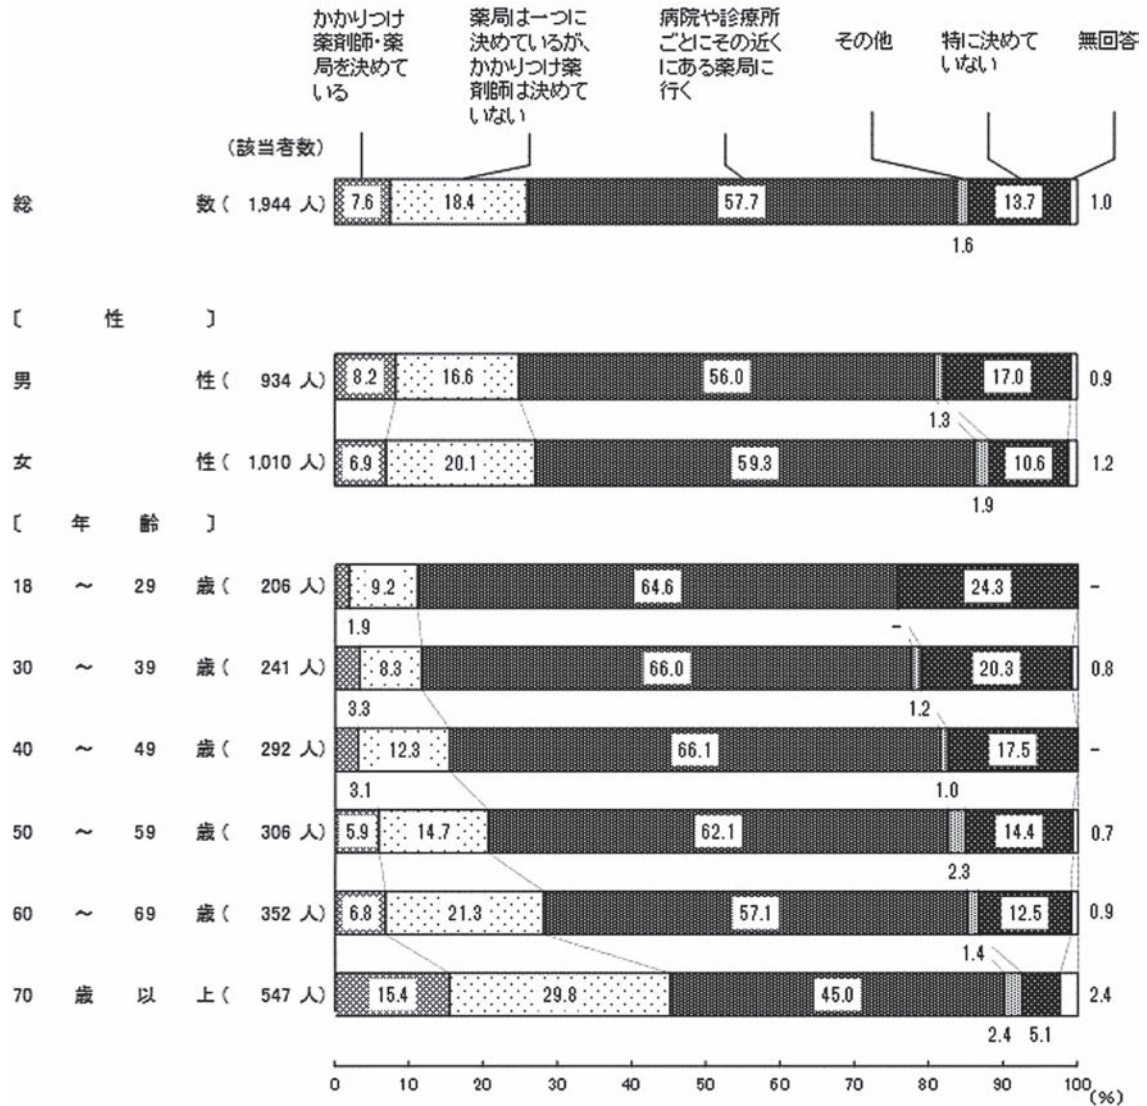 かかりつけ
薬剤師・薬
局を決めて
いる
薬局は一つに
決めているが、
かかりつけ薬
剤師は決めて
いない
病院や診療所
ごとにその近く
にある薬局に
行く
その他
特に決めて
いない
無回答
(該当者数)
総 数( 1,944 人) 7.6 18.4 57.7 13.7 1.0
1.6
〔 性 〕
男 性( 934 人) 8.2 16.6 56.0 17.0 0.9
1.3
女 性( 1,010 人) 6.9 20.1 59.3 10.6 1.2
1.9
〔 年 齢 〕
18 ~ 29 歳( 206 人) 9.2 64.6 24.3 -
1.9 -
30 ~ 39 歳( 241 人) 8.3 66.0 20.3 0.8
3.3 1.2
40 ~ 49 歳( 292 人) 12.3 66.1 17.5 -
3.1 1.0
50 ~ 59 歳( 306 人) 5.9 14.7 62.1 14.4 0.7
2.3
60 ~ 69 歳( 352 人) 6.8 21.3 57.1 12.5 0.9
1.4
70 歳 以 上( 547 人) 15.4 29.8 45.0 2.4
2.4 5.1
0 10 20 30 40 50 60 70 80 90 100
(%)